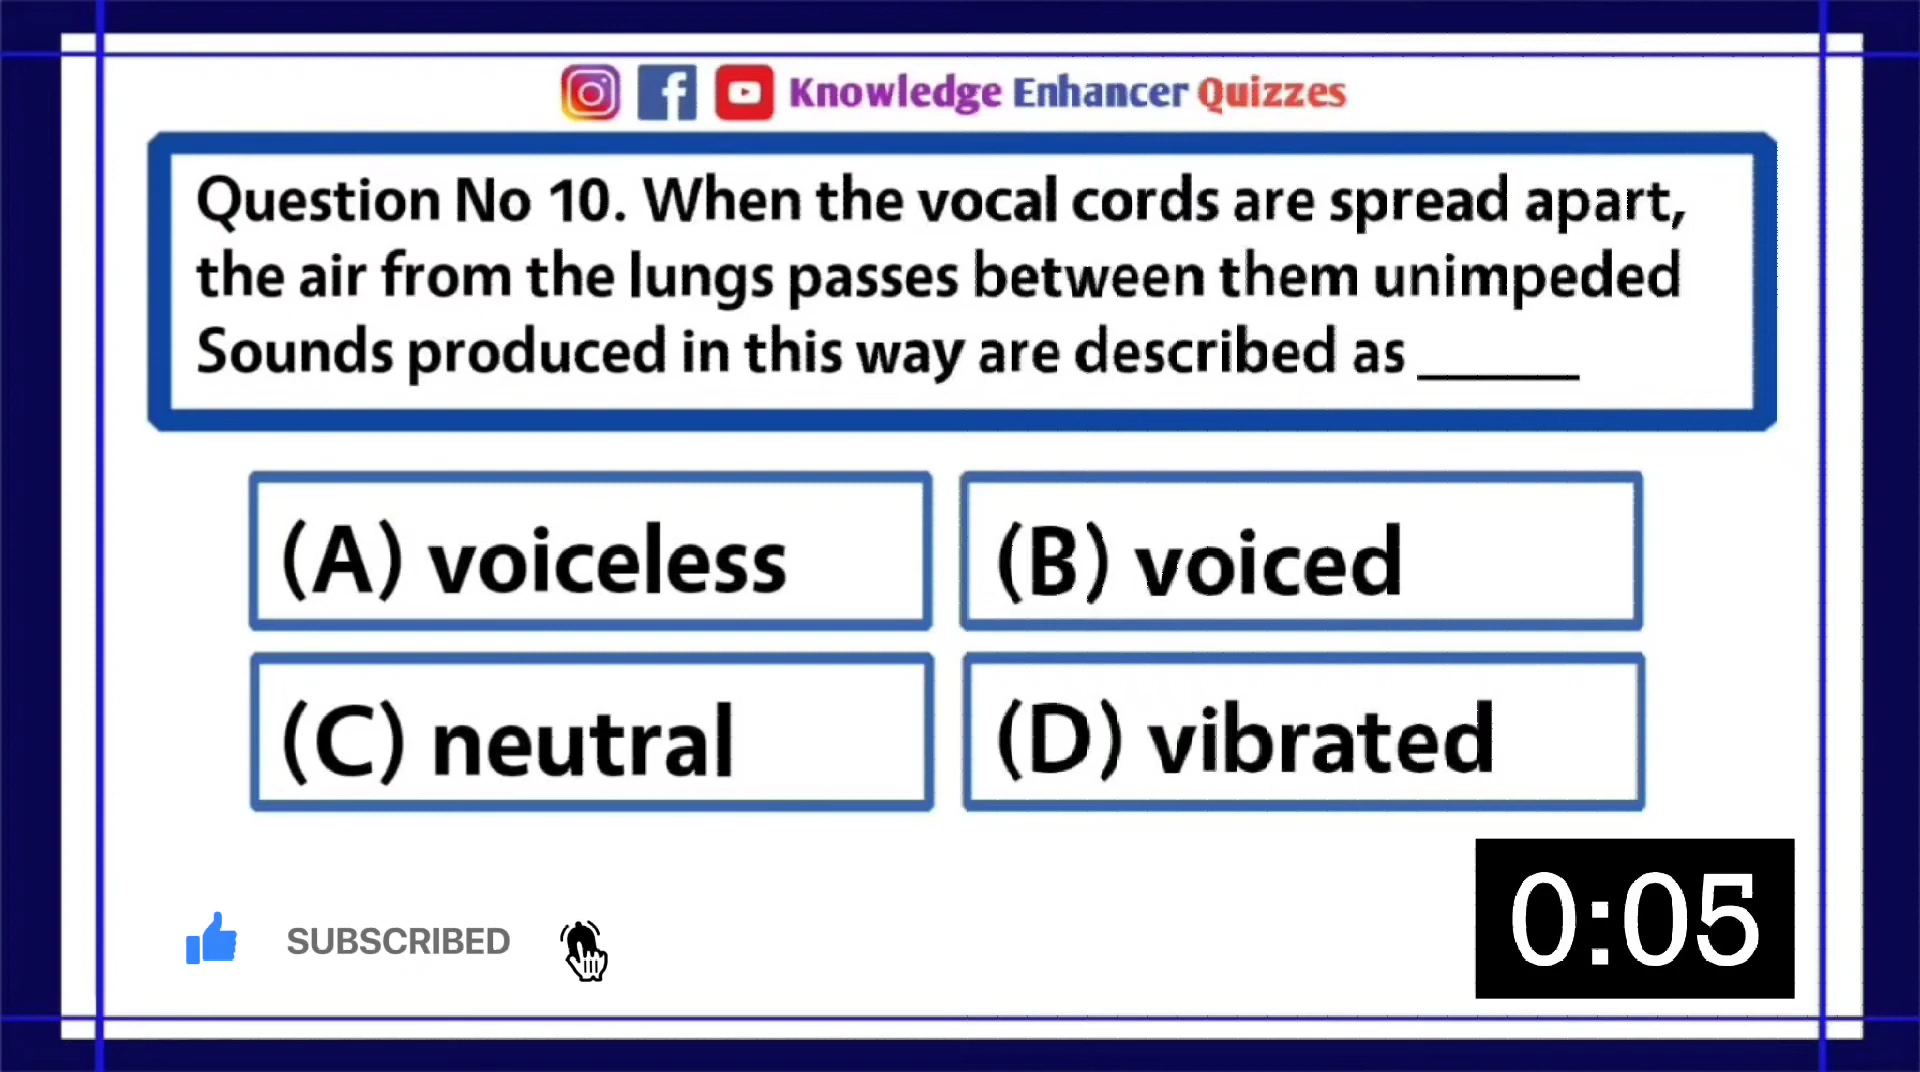 Knowledge Enhancer Quizzes
Question No 10. When the vocal cords are spread apart,
the air from the lungs passes between them unimpeded
Sounds produced in this way are described as ______
(A) voiceless
(B) voiced
(C) neutral
(D) vibrated
SUBSCRIBED
0:05